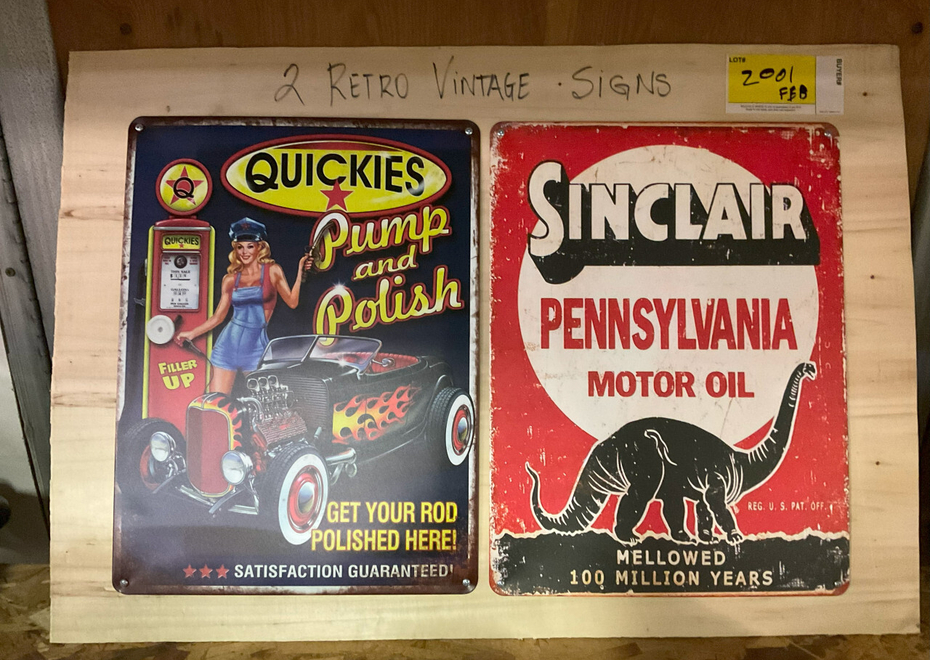 2 RETRO VINTAGE · SIGNS
LOT#
2001
FEB
BUYER#
QUICKIES
Pump
and
Polish
Q
QUICKIES
FILLER
UP
GET YOUR ROD
POLISHED HERE!
★★★ SATISFACTION GUARANTEED!
SINCLAIR
PENNSYLVANIA
MOTOR OIL
REG. U.S. PAT. OFF.
MELLOWED
100 MILLION YEARS